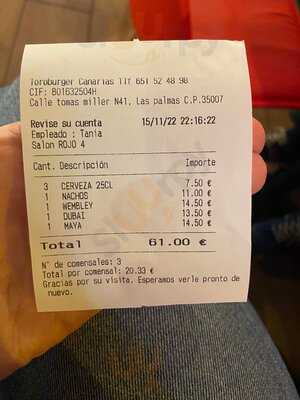 Toroburger Canarias Tlf 651 52 48 98
CIF: B01632504H
Calle tomas miller N41, Las palmas C.P.35007
Revise su cuenta 15/11/22 22:16:22
Empleado : Tania
Salon ROJO 4
Cant. Descripción Importe
3 CERVEZA 25CL 7.50 €
1 NACHOS 11.00 €
1 WEMBLEY 14.50 €
1 DUBAI 13.50 €
1 MAYA 14.50 €
Total 61.00 €
N° de comensales: 3
Total por comensal: 20.33 €
Gracias por su visita. Esperamos verle pronto de
nuevo.